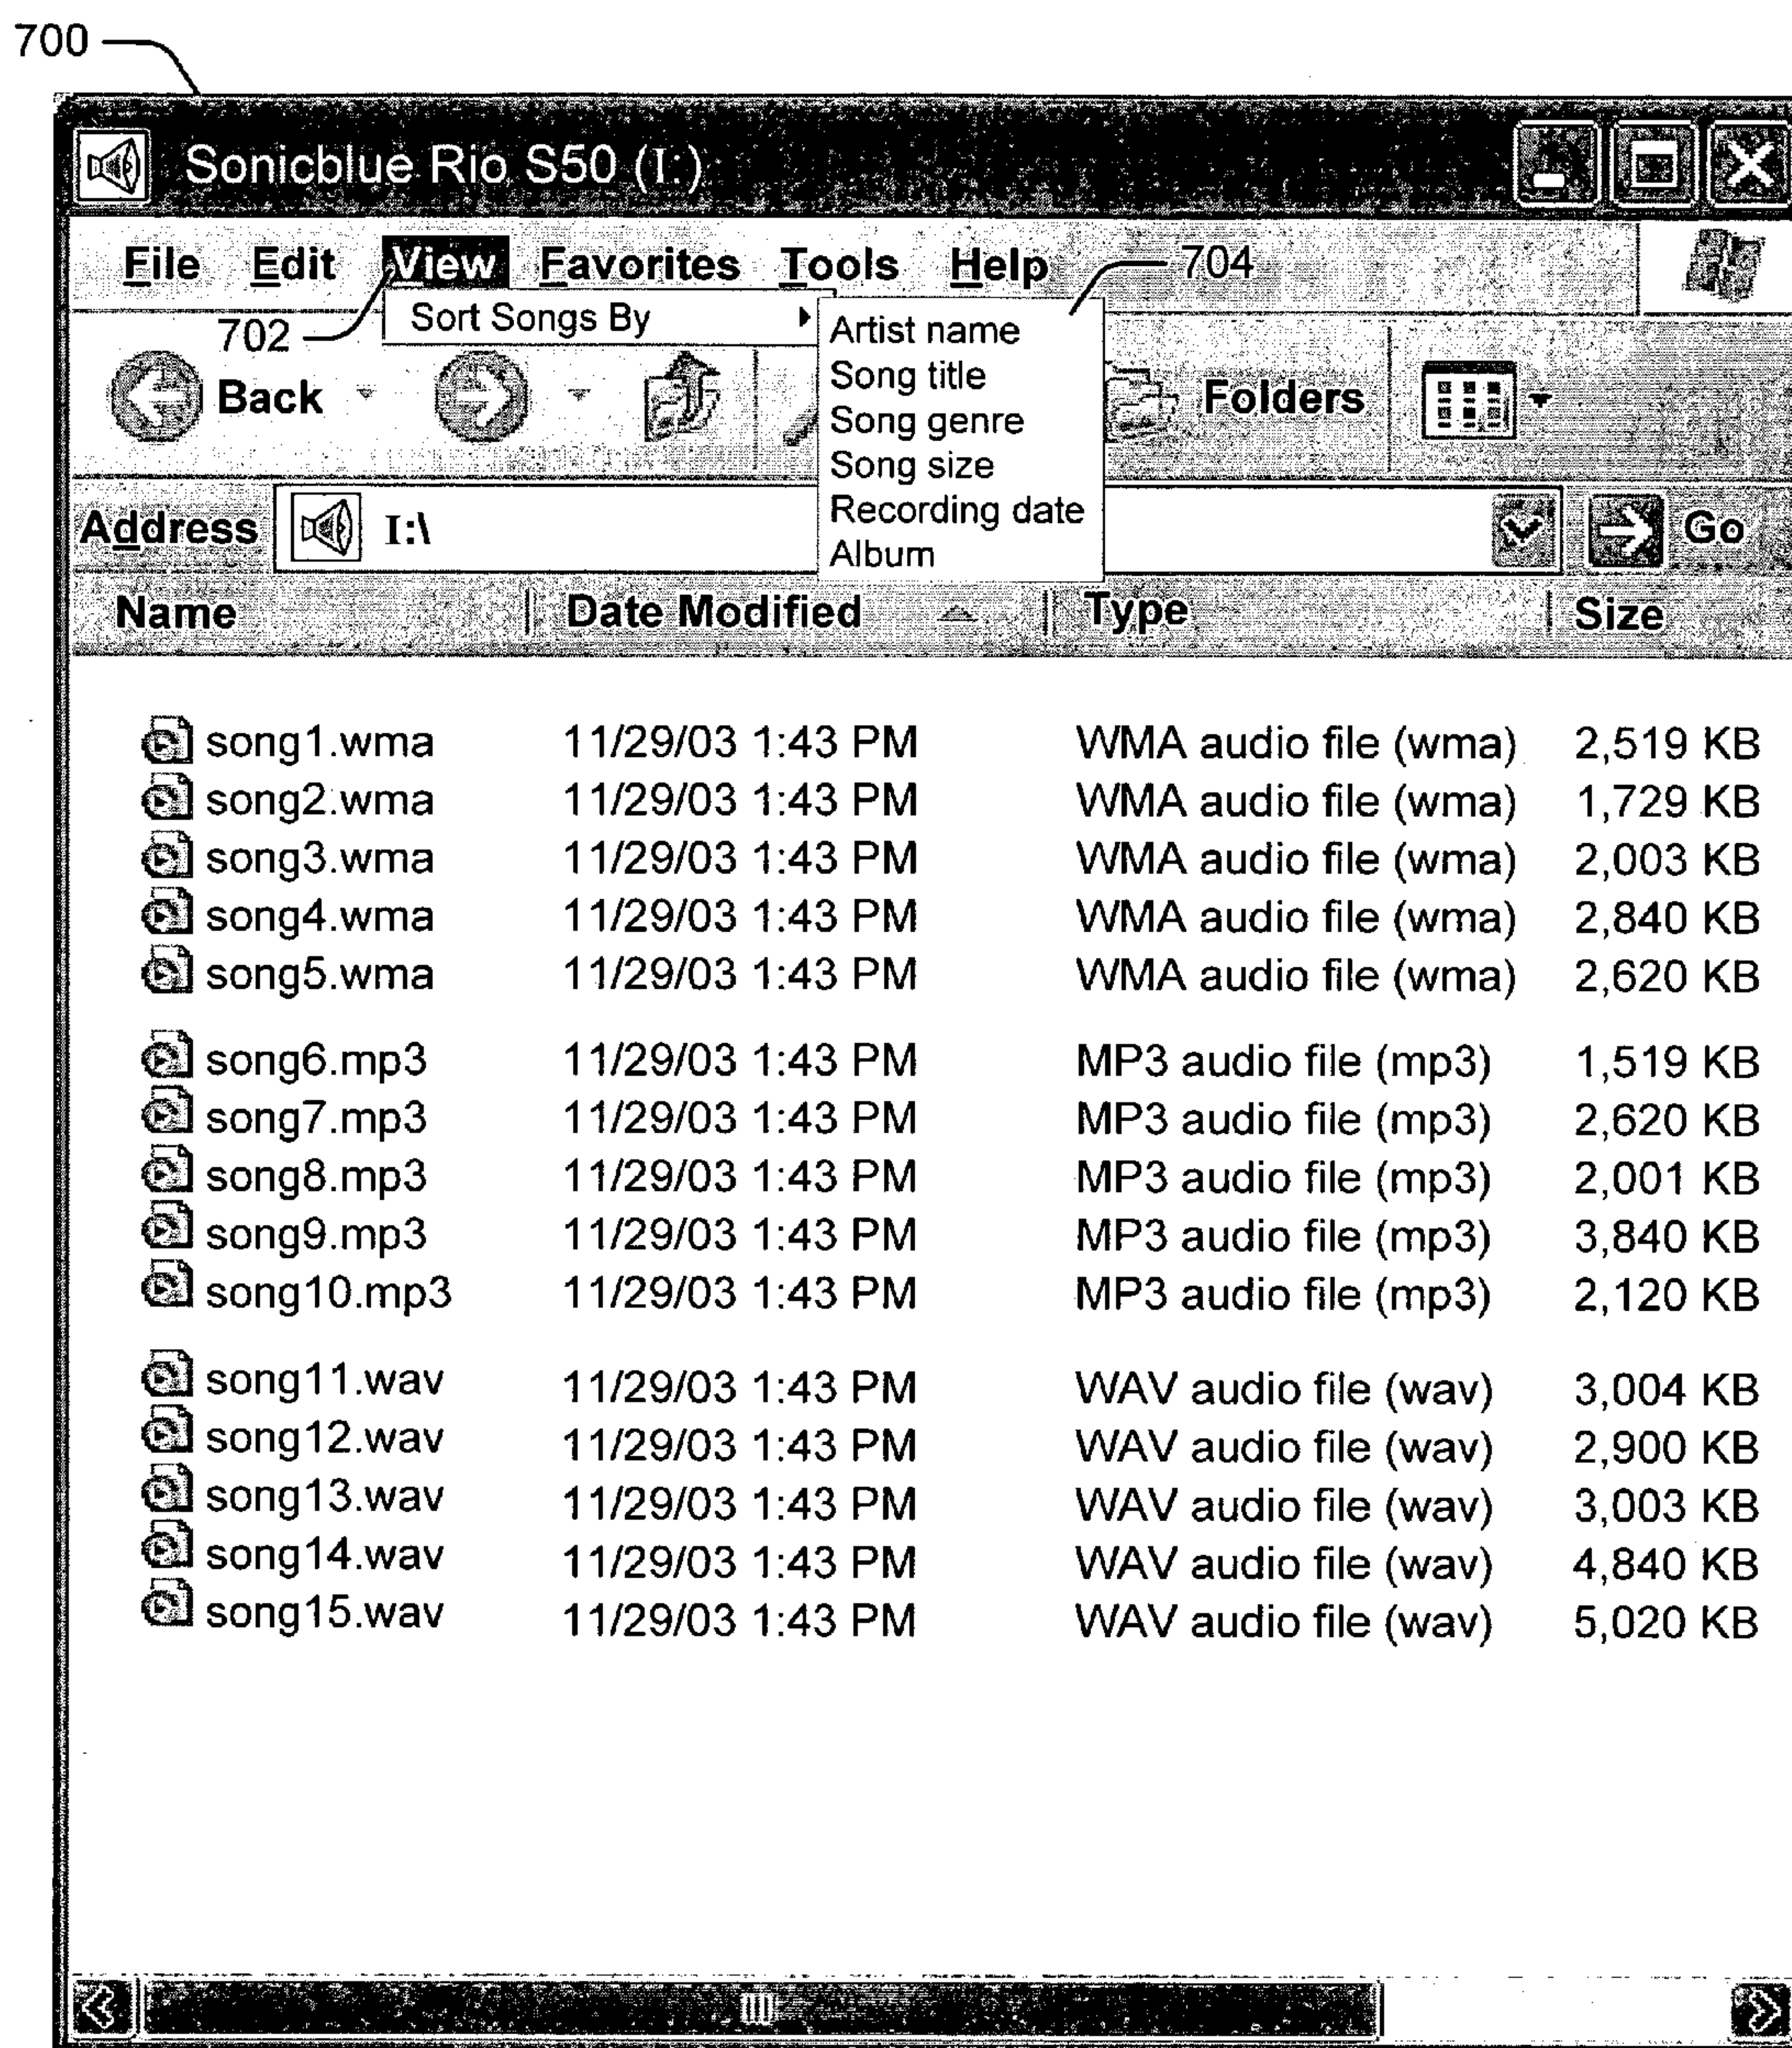 700
Sonicblue Rio S50 (I:)
File Edit View Favorites Tools Help 704
702 Sort Songs By
Artist name
Song title
Song genre
Song size
Recording date
Album
Back Folders
Address I:\ Go
Name Date Modified Type Size
song1.wma 11/29/03 1:43 PM WMA audio file (wma) 2,519 KB
song2.wma 11/29/03 1:43 PM WMA audio file (wma) 1,729 KB
song3.wma 11/29/03 1:43 PM WMA audio file (wma) 2,003 KB
song4.wma 11/29/03 1:43 PM WMA audio file (wma) 2,840 KB
song5.wma 11/29/03 1:43 PM WMA audio file (wma) 2,620 KB
song6.mp3 11/29/03 1:43 PM MP3 audio file (mp3) 1,519 KB
song7.mp3 11/29/03 1:43 PM MP3 audio file (mp3) 2,620 KB
song8.mp3 11/29/03 1:43 PM MP3 audio file (mp3) 2,001 KB
song9.mp3 11/29/03 1:43 PM MP3 audio file (mp3) 3,840 KB
song10.mp3 11/29/03 1:43 PM MP3 audio file (mp3) 2,120 KB
song11.wav 11/29/03 1:43 PM WAV audio file (wav) 3,004 KB
song12.wav 11/29/03 1:43 PM WAV audio file (wav) 2,900 KB
song13.wav 11/29/03 1:43 PM WAV audio file (wav) 3,003 KB
song14.wav 11/29/03 1:43 PM WAV audio file (wav) 4,840 KB
song15.wav 11/29/03 1:43 PM WAV audio file (wav) 5,020 KB